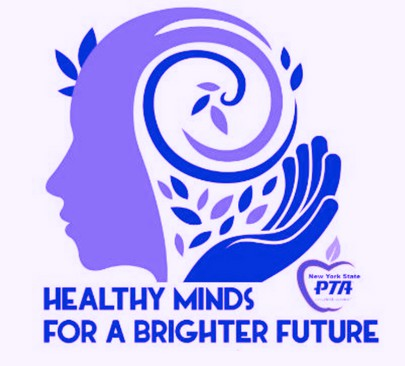 New York State
PTA
HEALTHY MINDS
FOR A BRIGHTER FUTURE